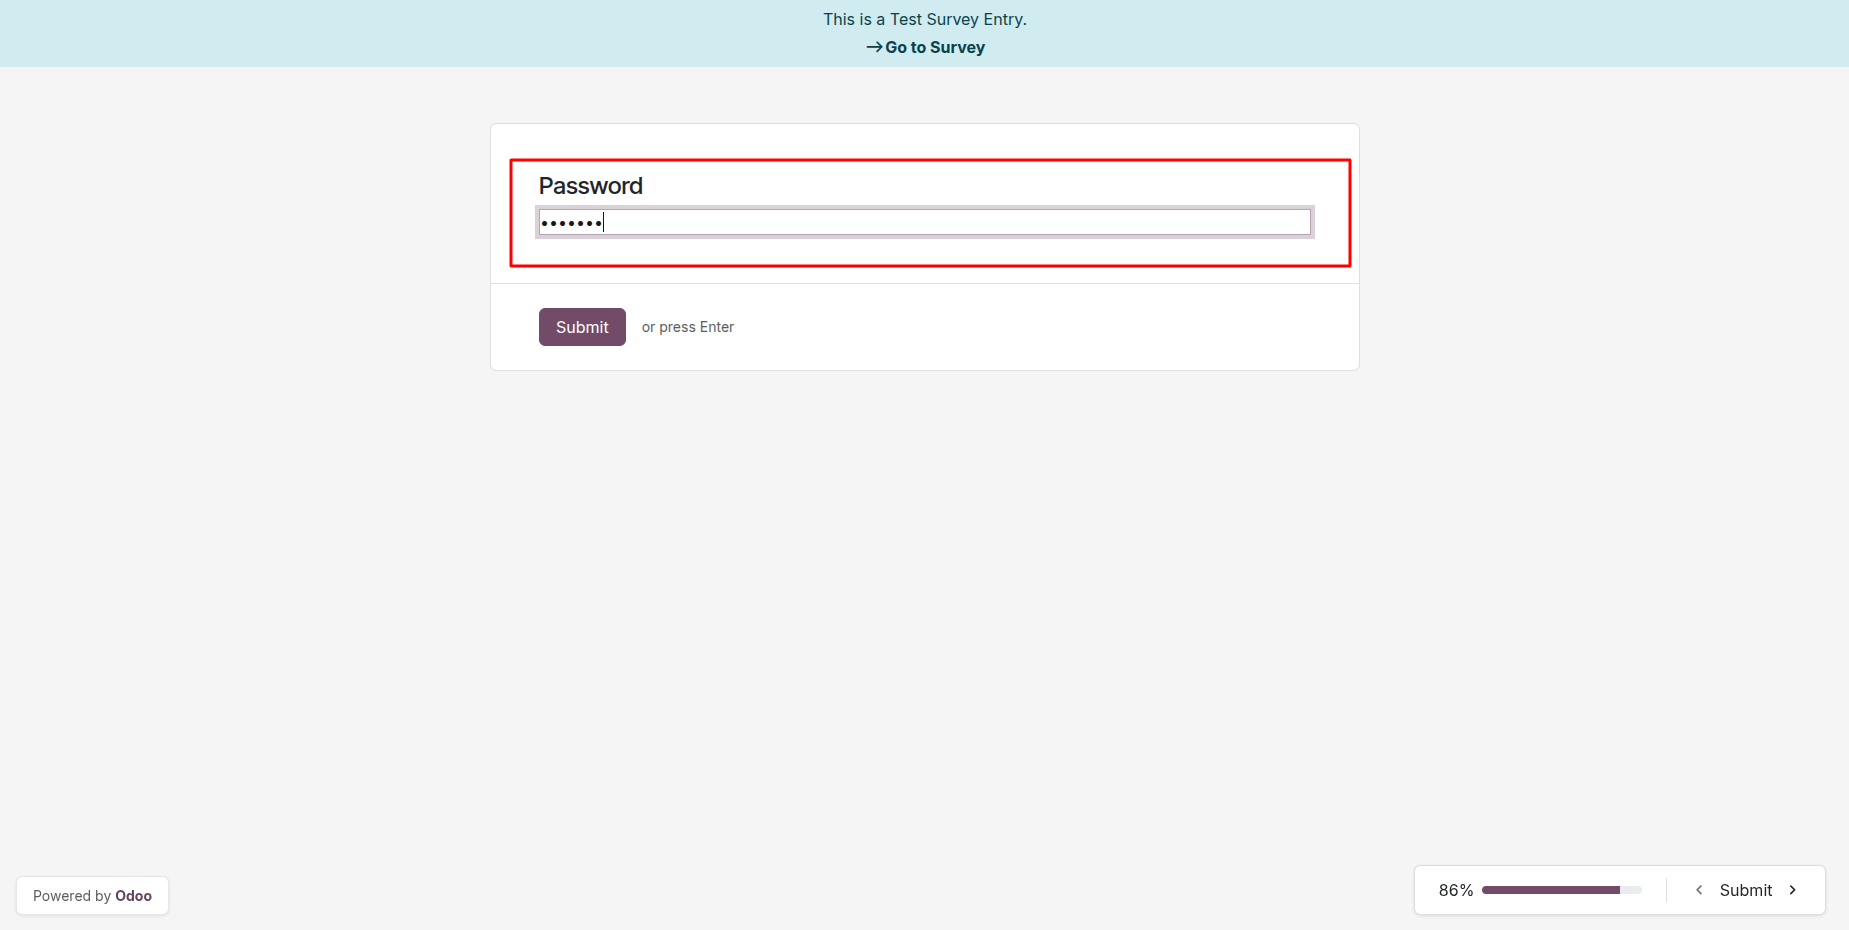 This is a Test Survey Entry.
→Go to Survey
Password
•••••••
Submit or press Enter
Powered by Odoo
86% Submit